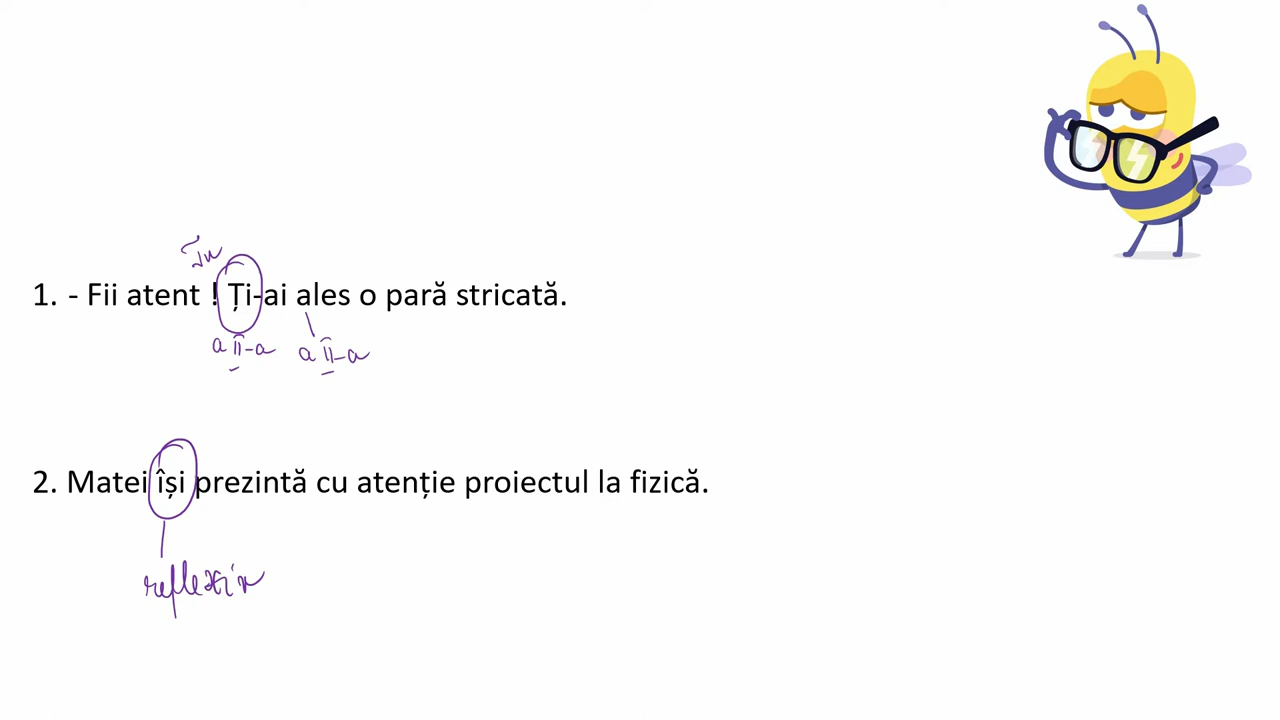 În
1. - Fii atent ! Ți-ai ales o pară stricată.
a II-a a II-a
2. Matei își prezintă cu atenție proiectul la fizică.
reflexiv